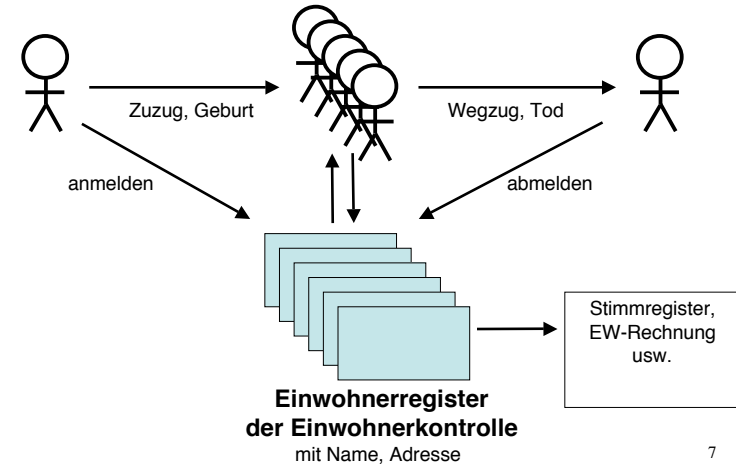 Zuzug, Geburt
Wegzug, Tod
anmelden
abmelden
Stimmregister,
EW-Rechnung
usw.
Einwohnerregister
der Einwohnerkontrolle
mit Name, Adresse
7